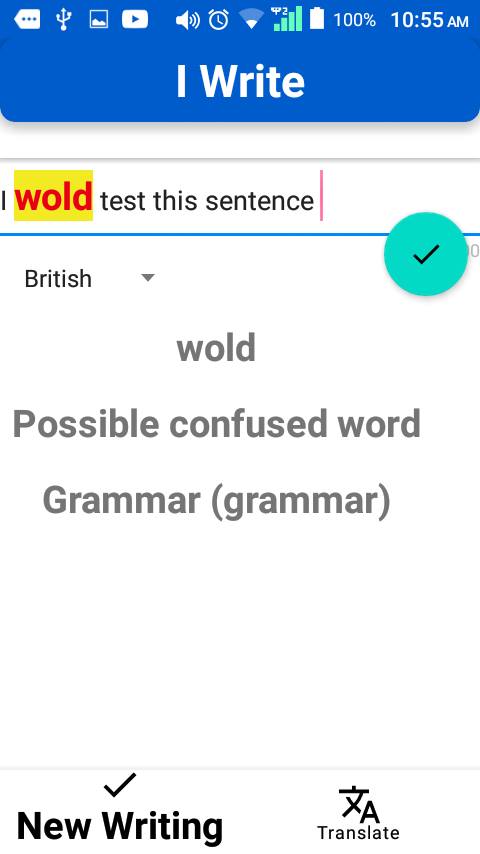 100% 10:55 AM
I Write
I wold test this sentence
British
wold
Possible confused word
Grammar (grammar)
New Writing
Translate